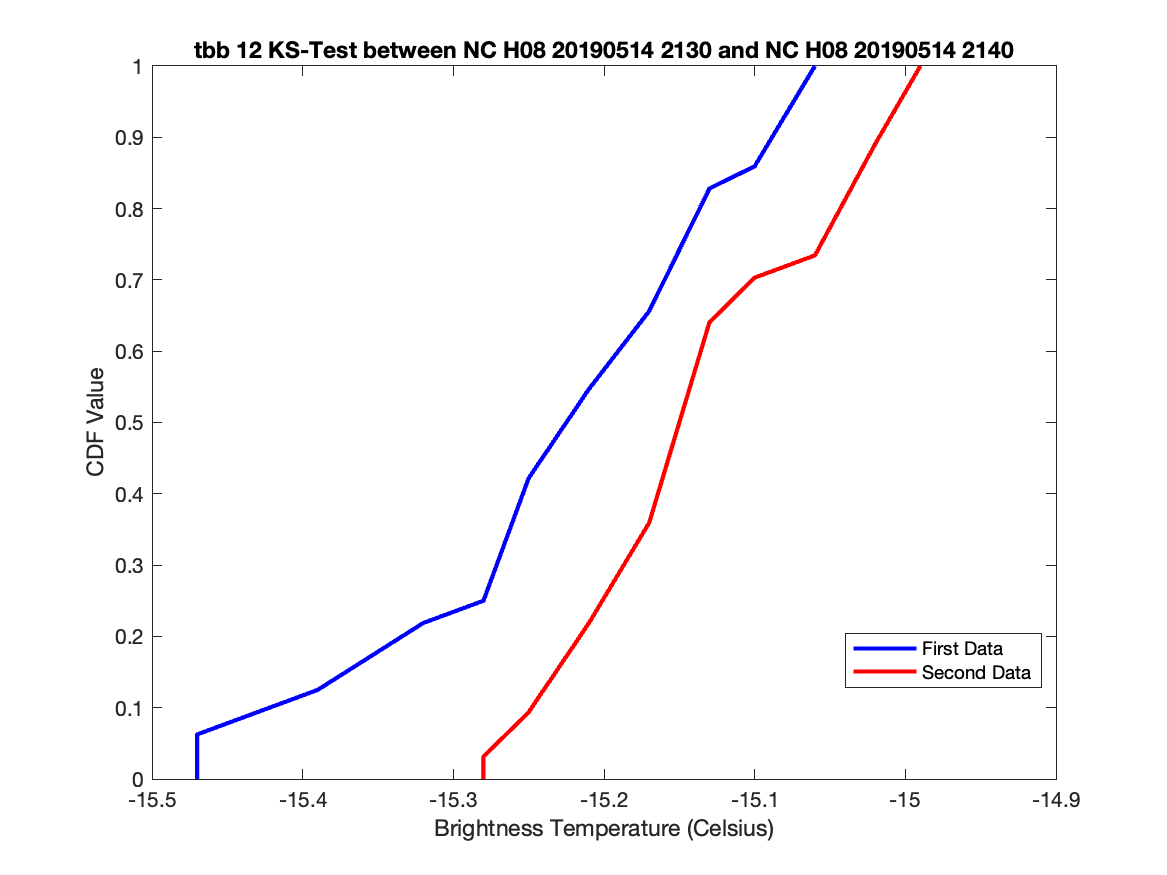 tbb 12 KS-Test between NC H08 20190514 2130 and NC H08 20190514 2140
1
0.9
0.8
0.7
0.6
0.5
0.4
0.3
0.2
0.1
0
CDF Value
First Data
Second Data
-15.5 -15.4 -15.3 -15.2 -15.1 -15 -14.9
Brightness Temperature (Celsius)